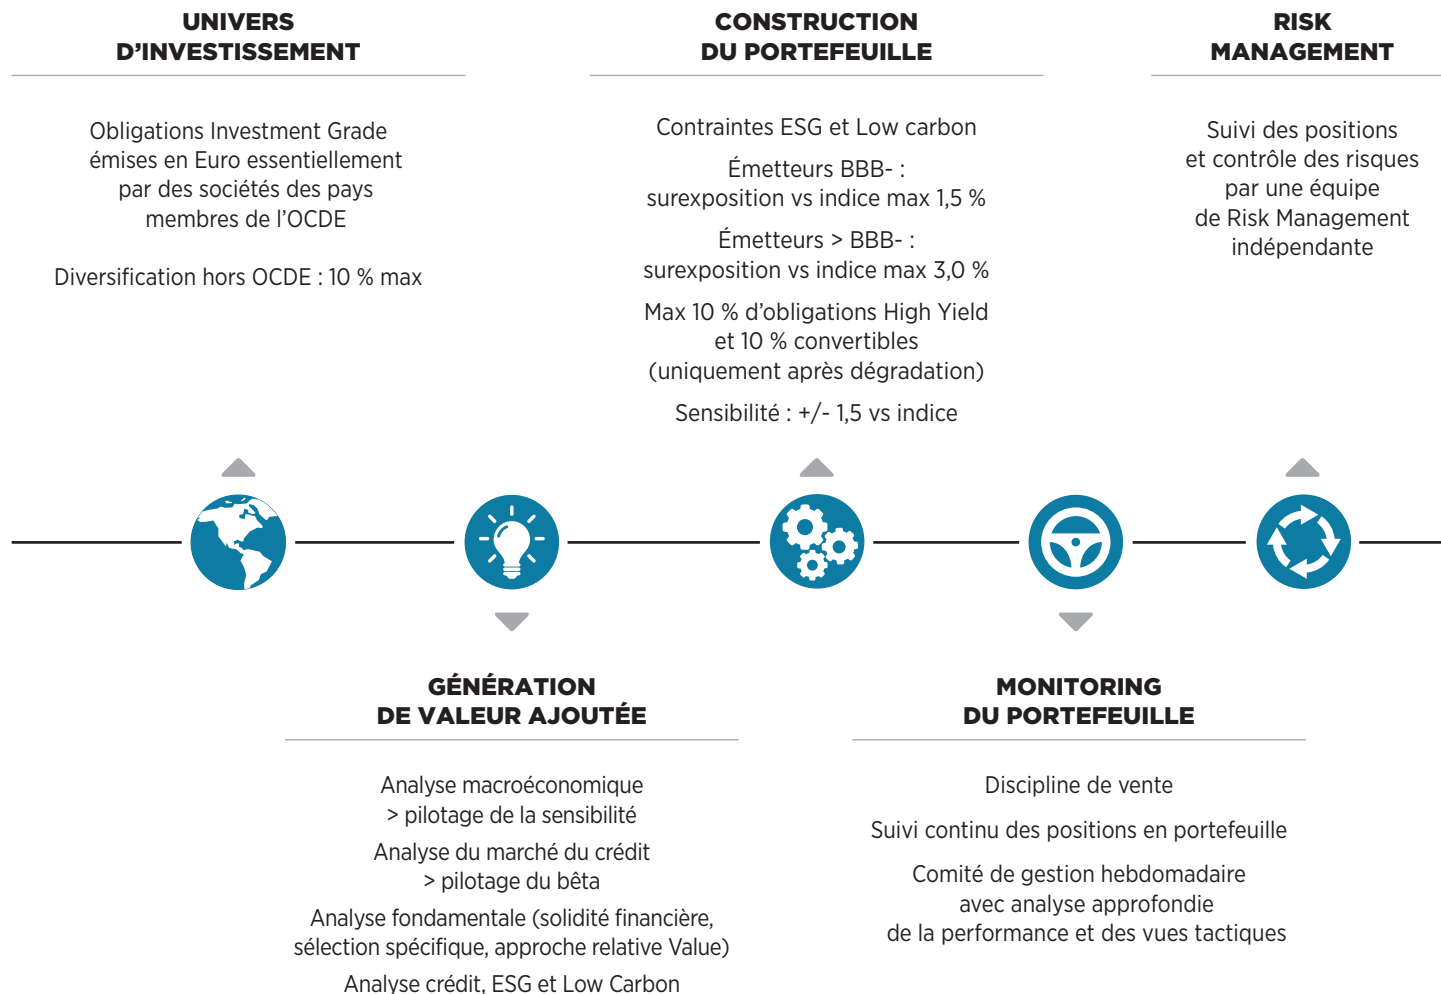 UNIVERS
D’INVESTISSEMENT
Obligations Investment Grade
émises en Euro essentiellement
par des sociétés des pays
membres de l’OCDE
Diversification hors OCDE : 10 % max
CONSTRUCTION
DU PORTEFEUILLE
Contraintes ESG et Low carbon
Émetteurs BBB- :
surexposition vs indice max 1,5 %
Émetteurs > BBB- :
surexposition vs indice max 3,0 %
Max 10 % d’obligations High Yield
et 10 % convertibles
(uniquement après dégradation)
Sensibilité : +/- 1,5 vs indice
RISK
MANAGEMENT
Suivi des positions
et contrôle des risques
par une équipe
de Risk Management
indépendante
GÉNÉRATION
DE VALEUR AJOUTÉE
Analyse macroéconomique
> pilotage de la sensibilité
Analyse du marché du crédit
> pilotage du bêta
Analyse fondamentale (solidité financière,
sélection spécifique, approche relative Value)
Analyse crédit, ESG et Low Carbon
MONITORING
DU PORTEFEUILLE
Discipline de vente
Suivi continu des positions en portefeuille
Comité de gestion hebdomadaire
avec analyse approfondie
de la performance et des vues tactiques